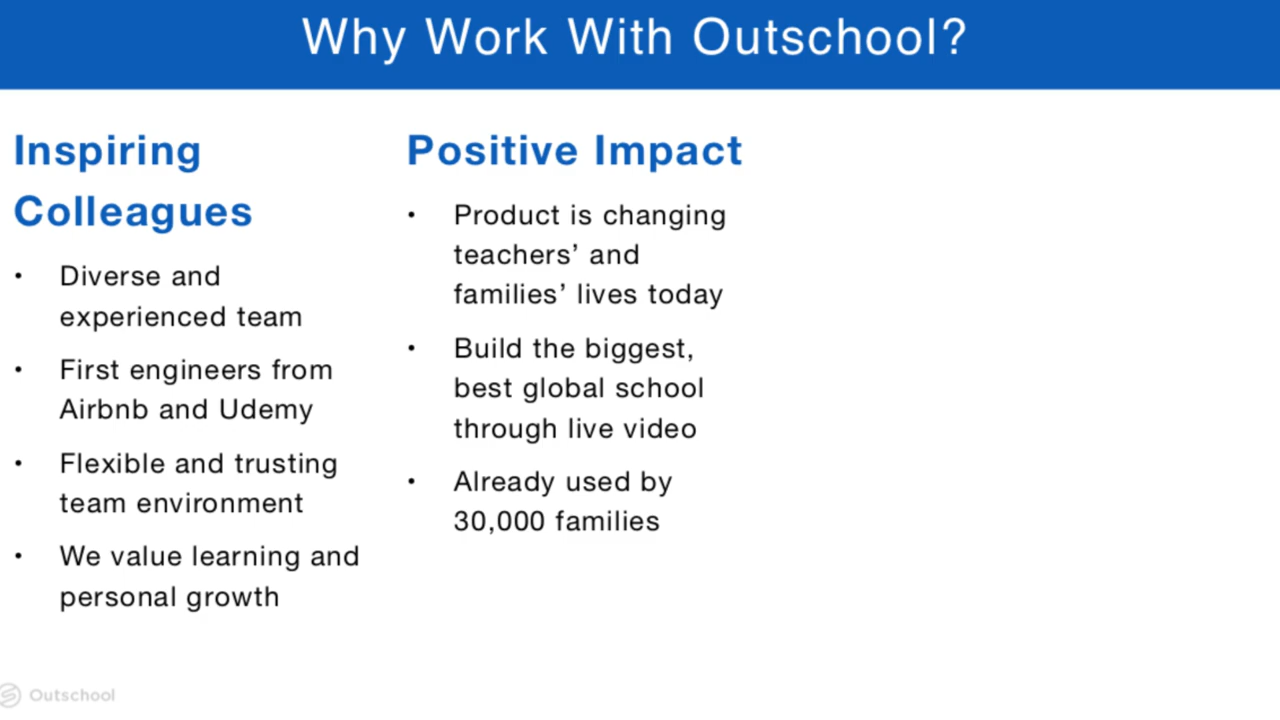 Why Work With Outschool?
Inspiring
Colleagues
• Diverse and
experienced team
• First engineers from
Airbnb and Udemy
• Flexible and trusting
team environment
• We value learning and
personal growth
Positive Impact
• Product is changing
teachers’ and
families’ lives today
• Build the biggest,
best global school
through live video
• Already used by
30,000 families
Outschool